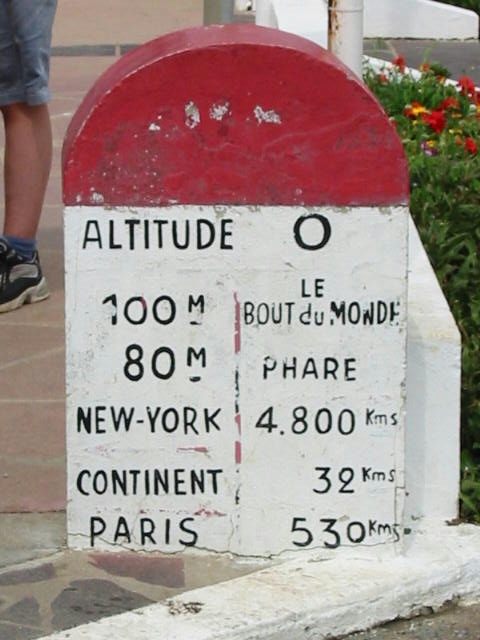 ALTITUDE O
100 M LE BOUT du MONDE
80 M PHARE
NEW-YORK 4.800 Kms
CONTINENT 32 Kms
PARIS 530 Kms